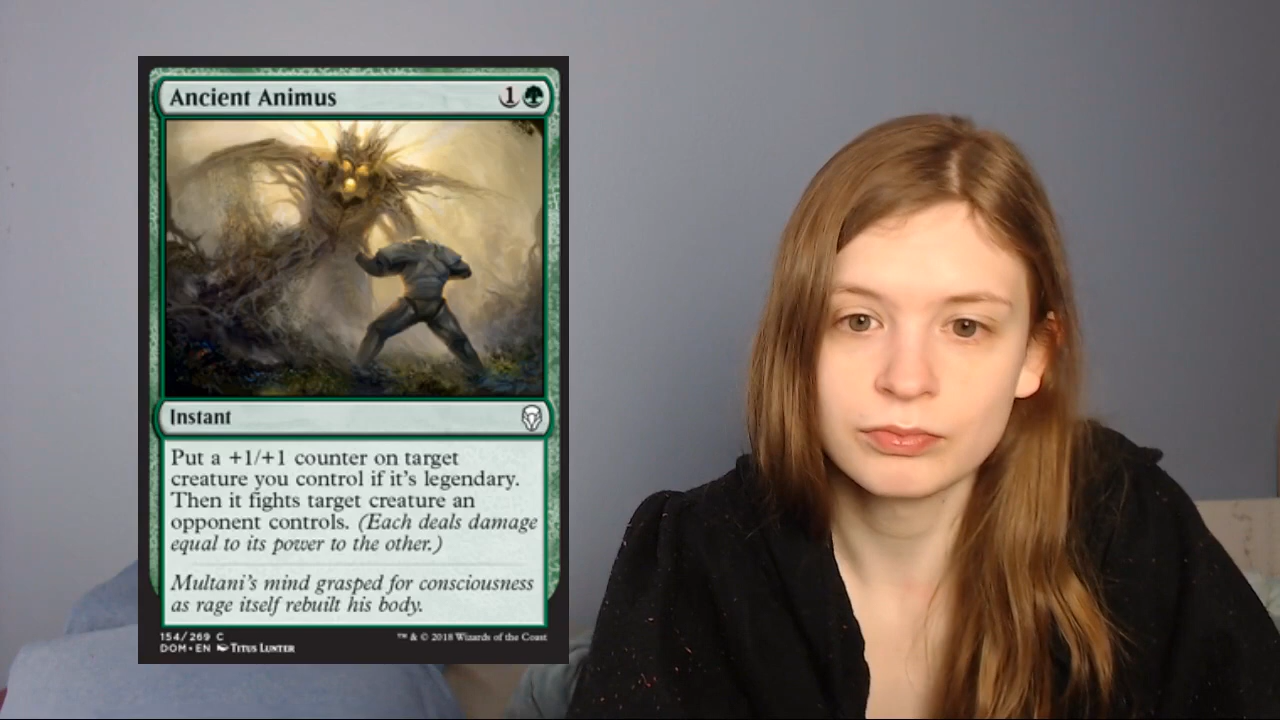 Ancient Animus 1
Instant
Put a +1/+1 counter on target
creature you control if it's legendary.
Then it fights target creature an
opponent controls. (Each deals damage
equal to its power to the other.)
Multani's mind grasped for consciousness
as rage itself rebuilt his body.
154/269 C
DOM • EN Titus Lunter
™ & © 2018 Wizards of the Coast